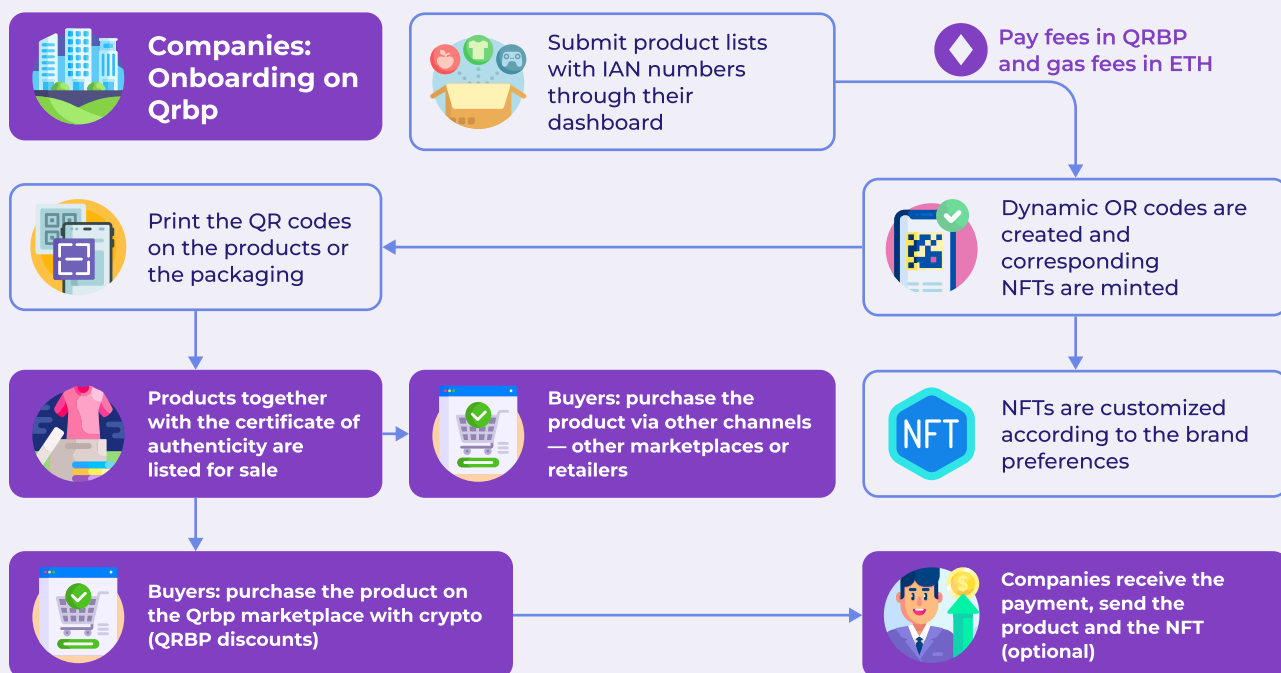 Companies:
Onboarding on
Qrbp
Submit product lists
with IAN numbers
through their
dashboard
Pay fees in QRBP
and gas fees in ETH
Print the QR codes
on the products or
the packaging
Dynamic OR codes are
created and
corresponding
NFTs are minted
Products together
with the certificate of
authenticity are
listed for sale
Buyers: purchase the
product via other channels
— other marketplaces or
retailers
NFT
NFTs are customized
according to the brand
preferences
Buyers: purchase the product on
the Qrbp marketplace with crypto
(QRBP discounts)
$
Companies receive the
payment, send the
product and the NFT
(optional)